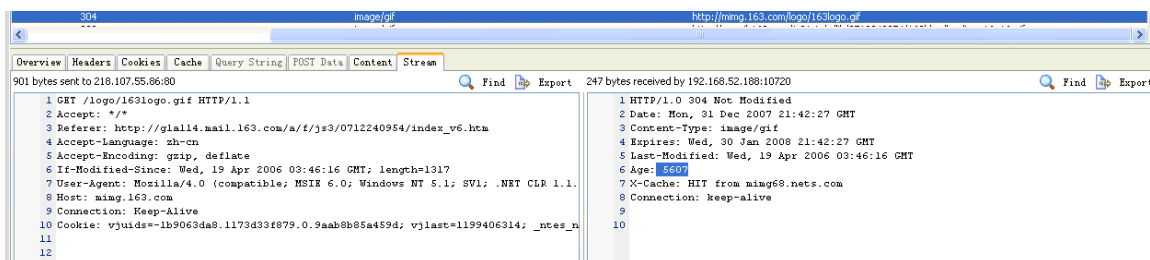 304 image/gif http://mimg.163.com/logo/163logo.gif
Overview Headers Cookies Cache Query String POST Data Content Stream
901 bytes sent to 218.107.55.86:80 Find Export
1 GET /logo/163logo.gif HTTP/1.1
2 Accept: */*
3 Referer: http://g1a114.mail.163.com/a/f/js3/0712240954/index_v6.htm
4 Accept-Language: zh-cn
5 Accept-Encoding: gzip, deflate
6 If-Modified-Since: Wed, 19 Apr 2006 03:46:16 GMT; length=1317
7 User-Agent: Mozilla/4.0 (compatible; MSIE 6.0; Windows NT 5.1; SV1; .NET CLR 1.1.
8 Host: mimg.163.com
9 Connection: Keep-Alive
10 Cookie: vjuids=-1b9063da8.1173d33f879.0.9aab8b85a459d; vjlast=1199406314; _ntes_n
11
12
247 bytes received by 192.168.52.188:10720 Find Export
1 HTTP/1.0 304 Not Modified
2 Date: Mon, 31 Dec 2007 21:42:27 GMT
3 Content-Type: image/gif
4 Expires: Wed, 30 Jan 2008 21:42:27 GMT
5 Last-Modified: Wed, 19 Apr 2006 03:46:16 GMT
6 Age: 5607
7 X-Cache: HIT from mimg68.nets.com
8 Connection: keep-alive
9
10